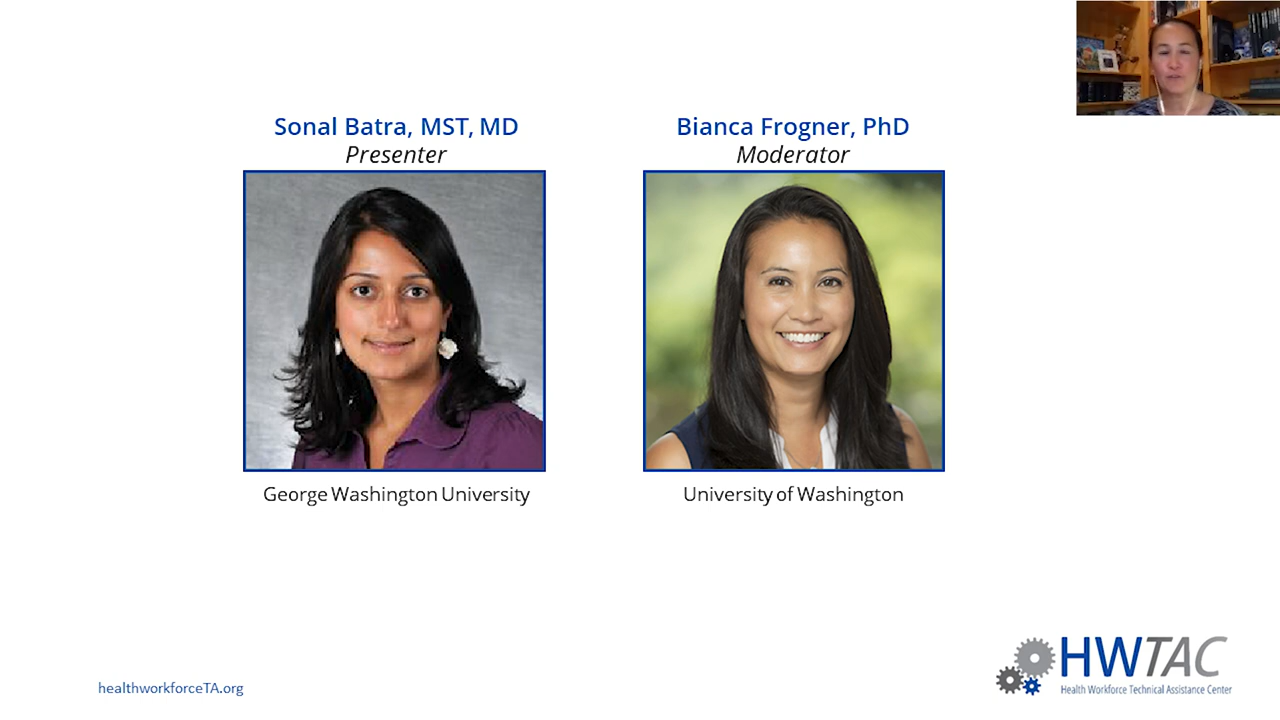 Sonal Batra, MST, MD
Presenter
George Washington University
Bianca Frogner, PhD
Moderator
University of Washington
healthworkforceTA.org
HWTAC
Health Workforce Technical Assistance Center